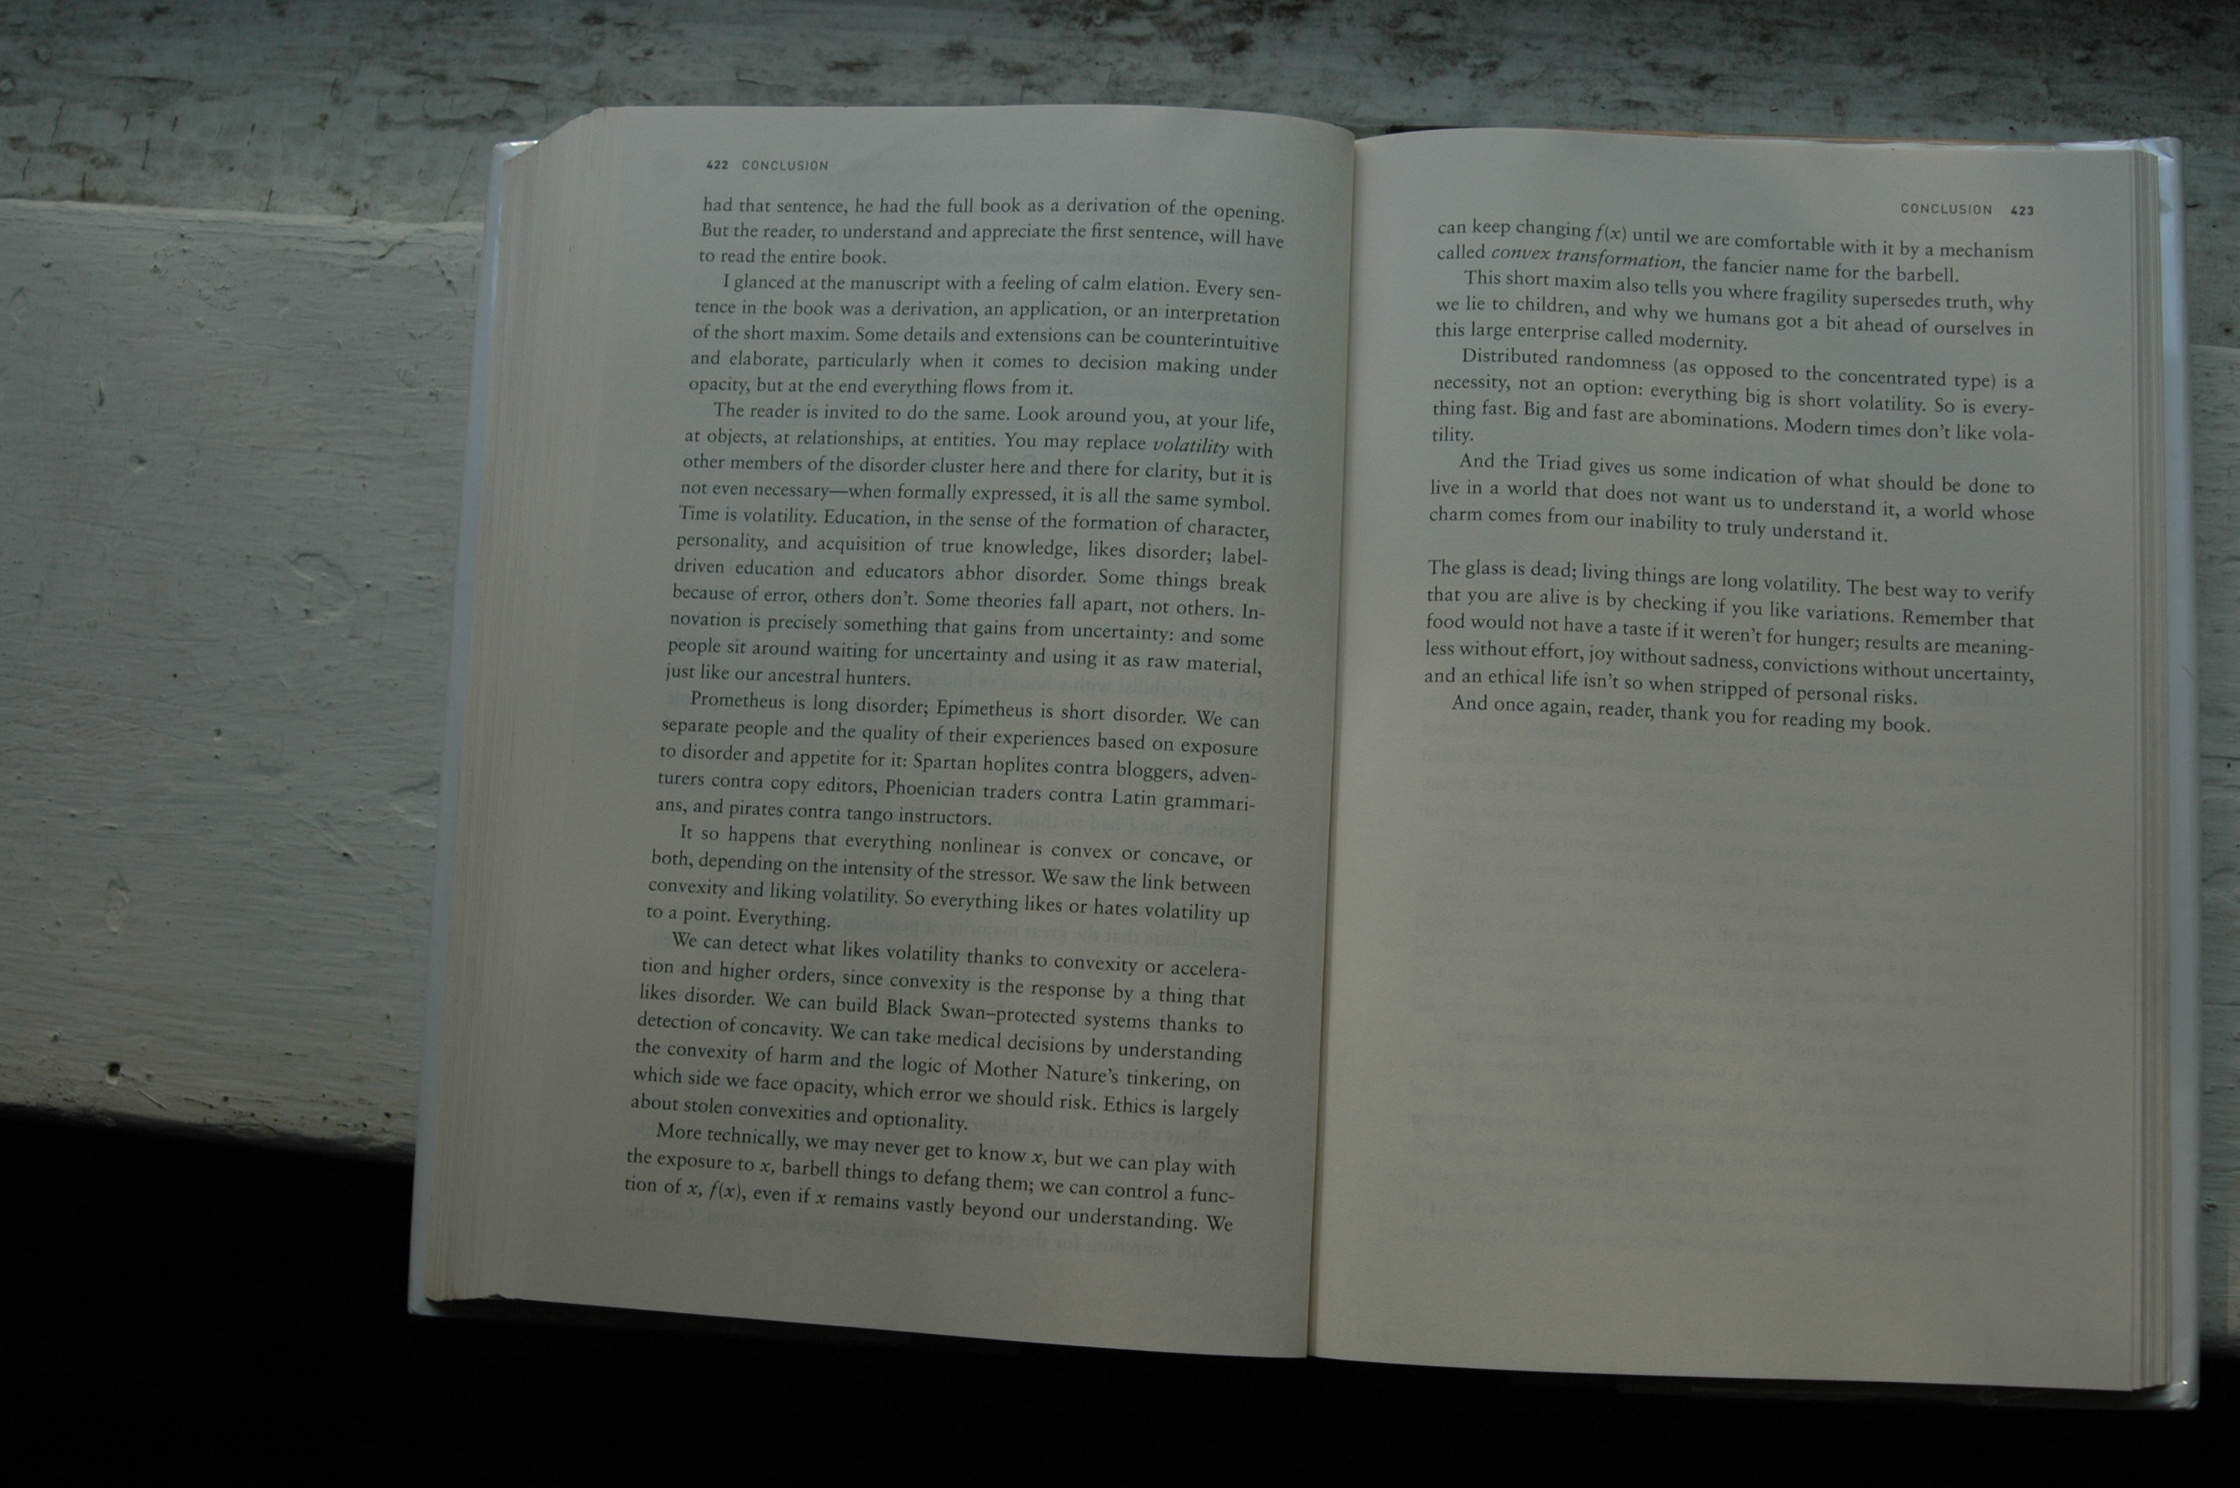 422 CONCLUSION
had that sentence, he had the full book as a derivation of the opening.
But the reader, to understand and appreciate the first sentence, will have
to read the entire book.
I glanced at the manuscript with a feeling of calm elation. Every sen-
tence in the book was a derivation, an application, or an interpretation
of the short maxim. Some details and extensions can be counterintuitive
and elaborate, particularly when it comes to decision making under
opacity, but at the end everything flows from it.
The reader is invited to do the same. Look around you, at your life,
at objects, at relationships, at entities. You may replace volatility with
other members of the disorder cluster here and there for clarity, but it is
not even necessary—when formally expressed, it is all the same symbol.
Time is volatility. Education, in the sense of the formation of character,
personality, and acquisition of true knowledge, likes disorder; label-
driven education and educators abhor disorder. Some things break
because of error, others don't. Some theories fall apart, not others. In-
novation is precisely something that gains from uncertainty: and some
people sit around waiting for uncertainty and using it as raw material,
just like our ancestral hunters.
Prometheus is long disorder; Epimetheus is short disorder. We can
separate people and the quality of their experiences based on exposure
to disorder and appetite for it: Spartan hoplites contra bloggers, adven-
turers contra copy editors, Phoenician traders contra Latin grammari-
ans, and pirates contra tango instructors.
It so happens that everything nonlinear is convex or concave, or
both, depending on the intensity of the stressor. We saw the link between
convexity and liking volatility. So everything likes or hates volatility up
to a point. Everything.
We can detect what likes volatility thanks to convexity or accelera-
tion and higher orders, since convexity is the response by a thing that
likes disorder. We can build Black Swan–protected systems thanks to
detection of concavity. We can take medical decisions by understanding
the convexity of harm and the logic of Mother Nature's tinkering, on
which side we face opacity, which error we should risk. Ethics is largely
about stolen convexities and optionality.
More technically, we may never get to know x, but we can play with
the exposure to x, barbell things to defang them; we can control a func-
tion of x, f(x), even if x remains vastly beyond our understanding. We
CONCLUSION 423
can keep changing f(x) until we are comfortable with it by a mechanism
called convex transformation, the fancier name for the barbell.
This short maxim also tells you where fragility supersedes truth, why
we lie to children, and why we humans got a bit ahead of ourselves in
this large enterprise called modernity.
Distributed randomness (as opposed to the concentrated type) is a
necessity, not an option: everything big is short volatility. So is every-
thing fast. Big and fast are abominations. Modern times don't like vola-
tility.
And the Triad gives us some indication of what should be done to
live in a world that does not want us to understand it, a world whose
charm comes from our inability to truly understand it.
The glass is dead; living things are long volatility. The best way to verify
that you are alive is by checking if you like variations. Remember that
food would not have a taste if it weren't for hunger; results are meaning-
less without effort, joy without sadness, convictions without uncertainty,
and an ethical life isn't so when stripped of personal risks.
And once again, reader, thank you for reading my book.